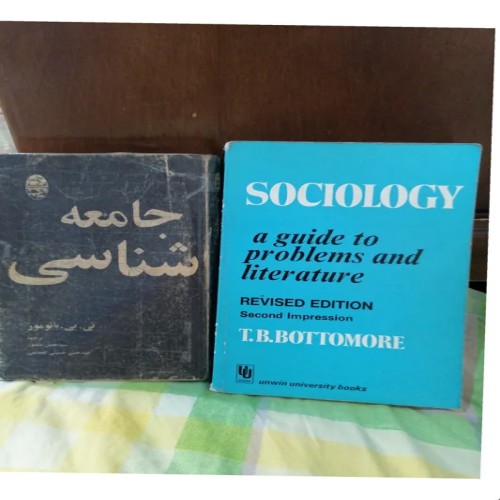 جامعه
شناسی
تی. بی. باتومور
SOCIOLOGY
a guide to
problems and
literature
REVISED EDITION
Second Impression
T.B.BOTTOMORE
unwin university books